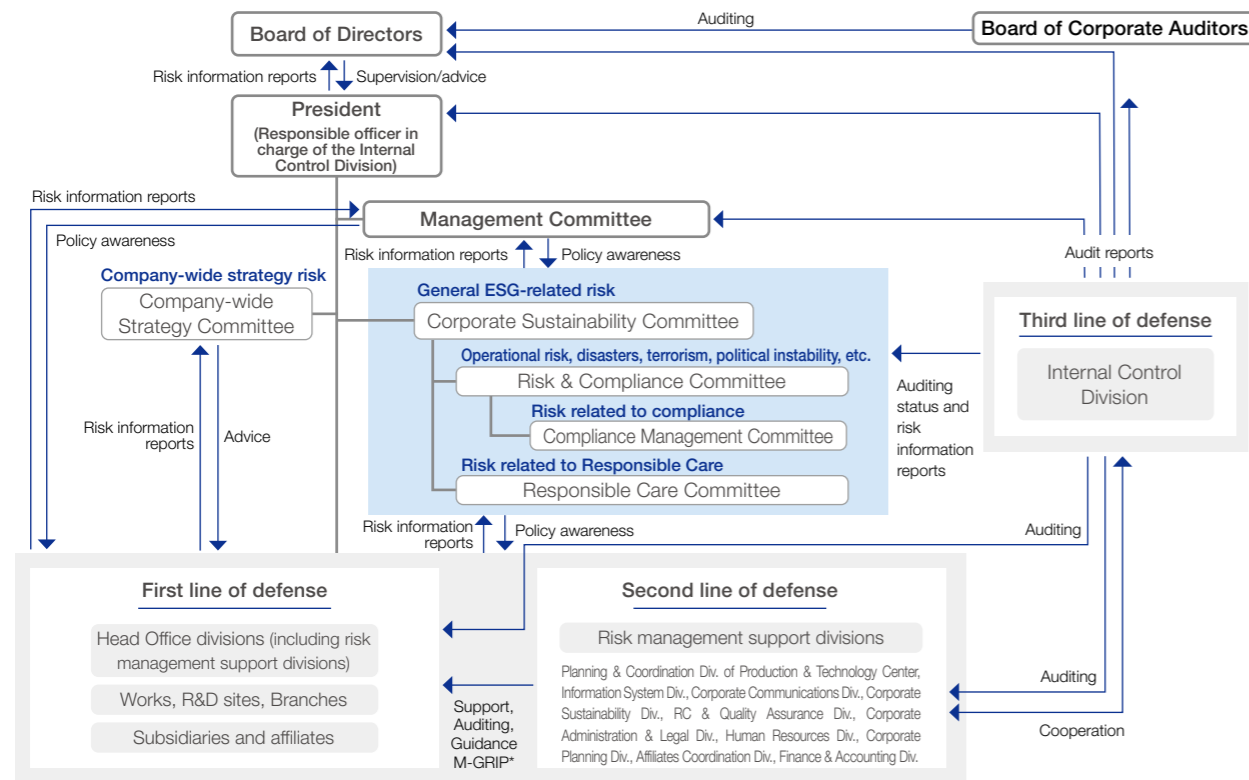 Auditing
Board of Directors
Board of Corporate Auditors
Risk information reports
Supervision/advice
President
(Responsible officer in
charge of the Internal
Control Division)
Risk information reports
Management Committee
Policy awareness
Risk information reports
Policy awareness
Audit reports
Company-wide strategy risk
Company-wide
Strategy Committee
General ESG-related risk
Corporate Sustainability Committee
Operational risk, disasters, terrorism, political instability, etc.
Risk & Compliance Committee
Risk related to compliance
Compliance Management Committee
Risk related to Responsible Care
Responsible Care Committee
Third line of defense
Internal Control
Division
Auditing
status and
risk
information
reports
Risk information
reports
Advice
Risk information
reports
Policy awareness
Auditing
First line of defense
Head Office divisions (including risk
management support divisions)
Works, R&D sites, Branches
Subsidiaries and affiliates
Support,
Auditing,
Guidance
M-GRIP*
Second line of defense
Risk management support divisions
Planning & Coordination Div. of Production & Technology Center,
Information System Div., Corporate Communications Div., Corporate
Sustainability Div., RC & Quality Assurance Div., Corporate
Administration & Legal Div., Human Resources Div., Corporate
Planning Div., Affiliates Coordination Div., Finance & Accounting Div.
Auditing
Cooperation